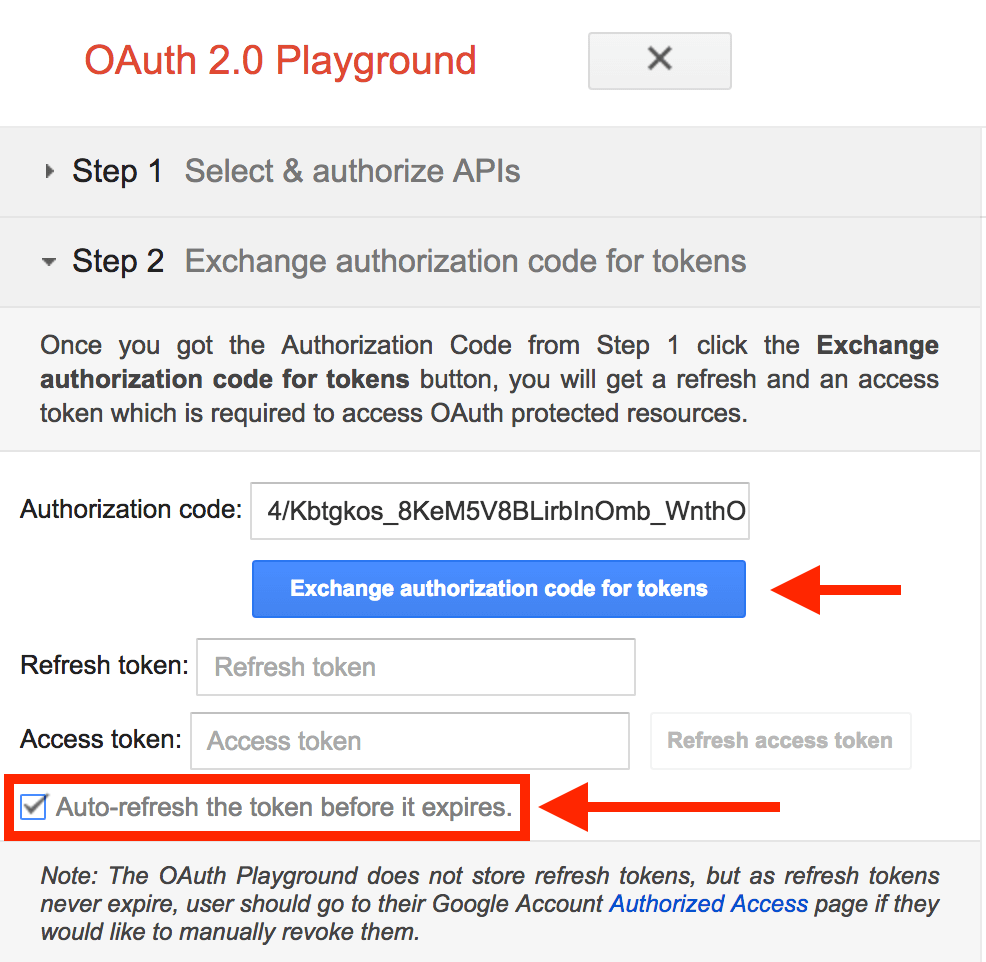 OAuth 2.0 Playground
Step 1 Select & authorize APIs
Step 2 Exchange authorization code for tokens
Once you got the Authorization Code from Step 1 click the Exchange
authorization code for tokens button, you will get a refresh and an access
token which is required to access OAuth protected resources.
Authorization code: 4/Kbtgkos_8KeM5V8BLirbInOmb_WnthO
Exchange authorization code for tokens
Refresh token: Refresh token
Access token: Access token Refresh access token
Auto-refresh the token before it expires.
Note: The OAuth Playground does not store refresh tokens, but as refresh tokens
never expire, user should go to their Google Account Authorized Access page if they
would like to manually revoke them.